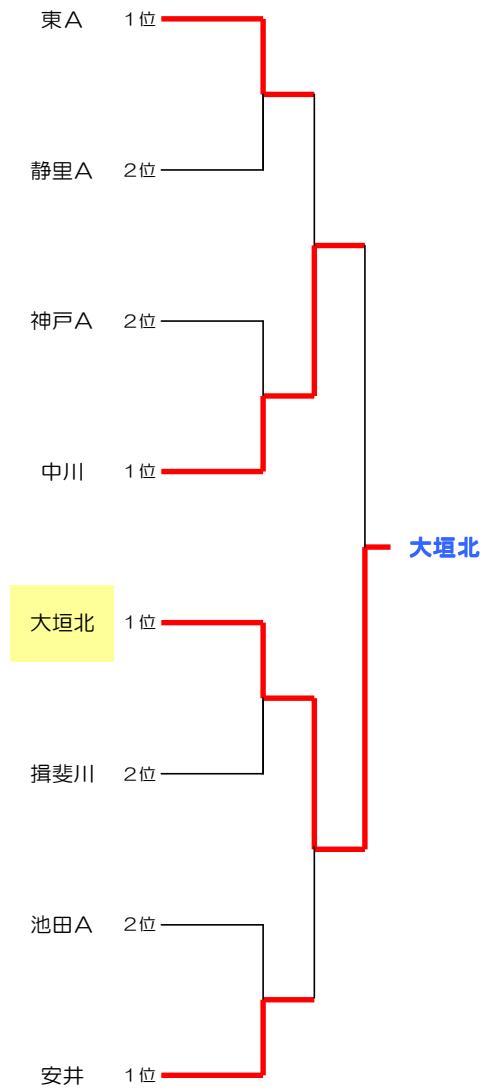 東A 1位
静里A 2位
神戸A 2位
中川 1位
大垣北
大垣北 1位
揖斐川 2位
池田A 2位
安井 1位